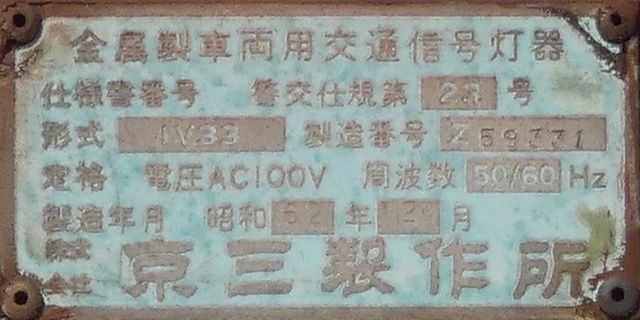 金属製車両用交通信号灯器
仕様書番号 警交仕規第 23 号
形式 1V33 製造番号 Z59331
定格 電圧AC100V 周波数 50/60 Hz
製造年月 昭和 62 年 2 月
株式会社 京三製作所